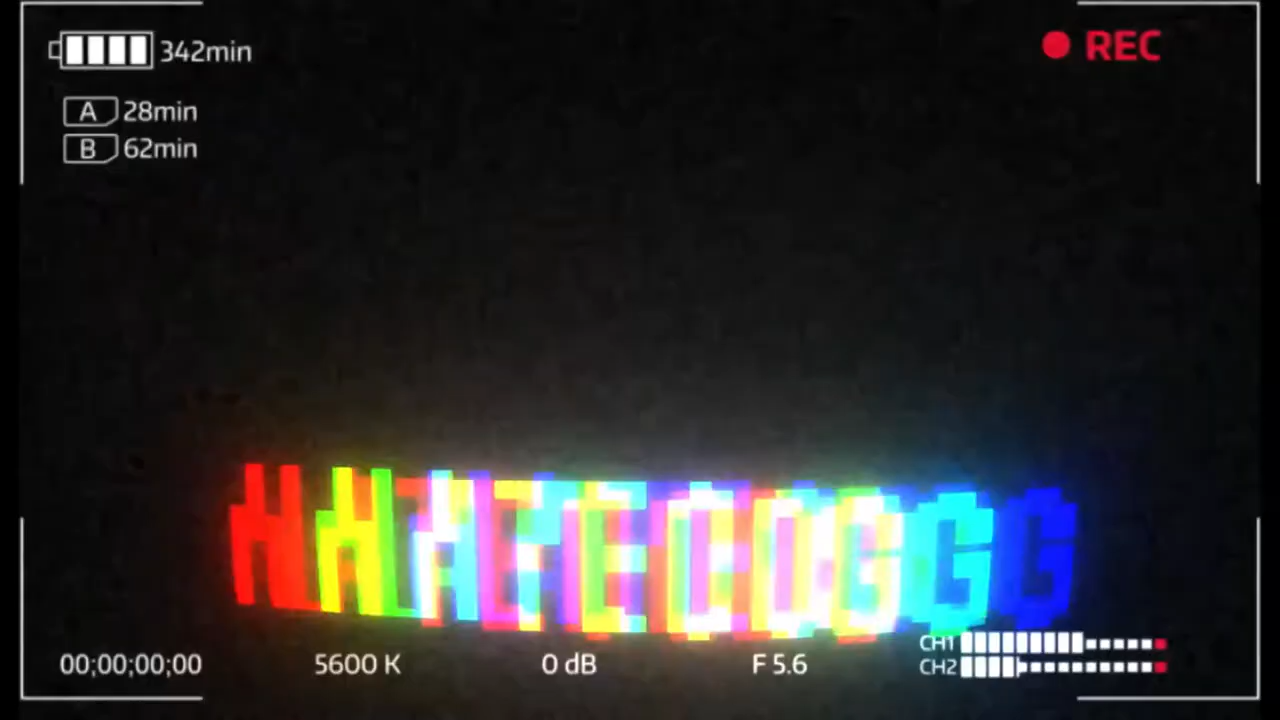 342min
REC
A 28min
B 62min
00;00;00;00
5600 K
0 dB
F 5.6
CH1
CH2